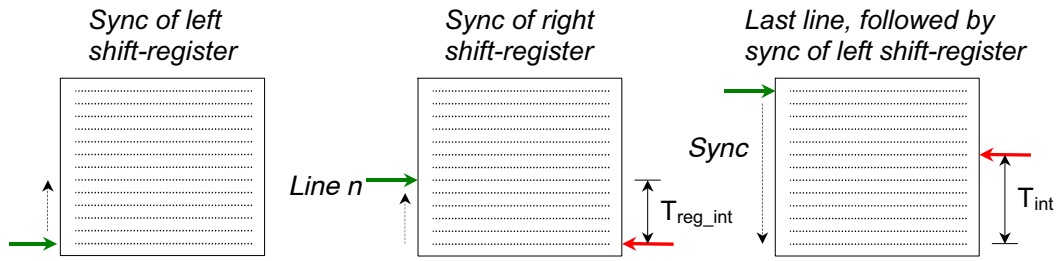 Sync of left
shift-register
Sync of right
shift-register
Last line, followed by
sync of left shift-register
Line n
T_reg_int
Sync
T_int